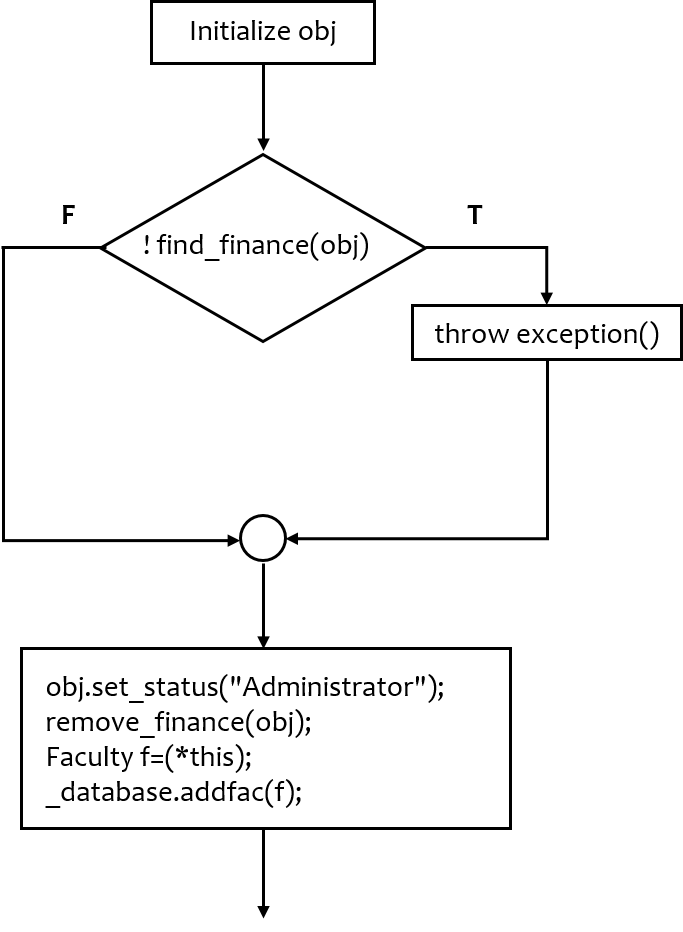 Initialize obj
F
T
! find_finance(obj)
throw exception()
obj.set_status("Administrator");
remove_finance(obj);
Faculty f=(*this);
_database.addfac(f);